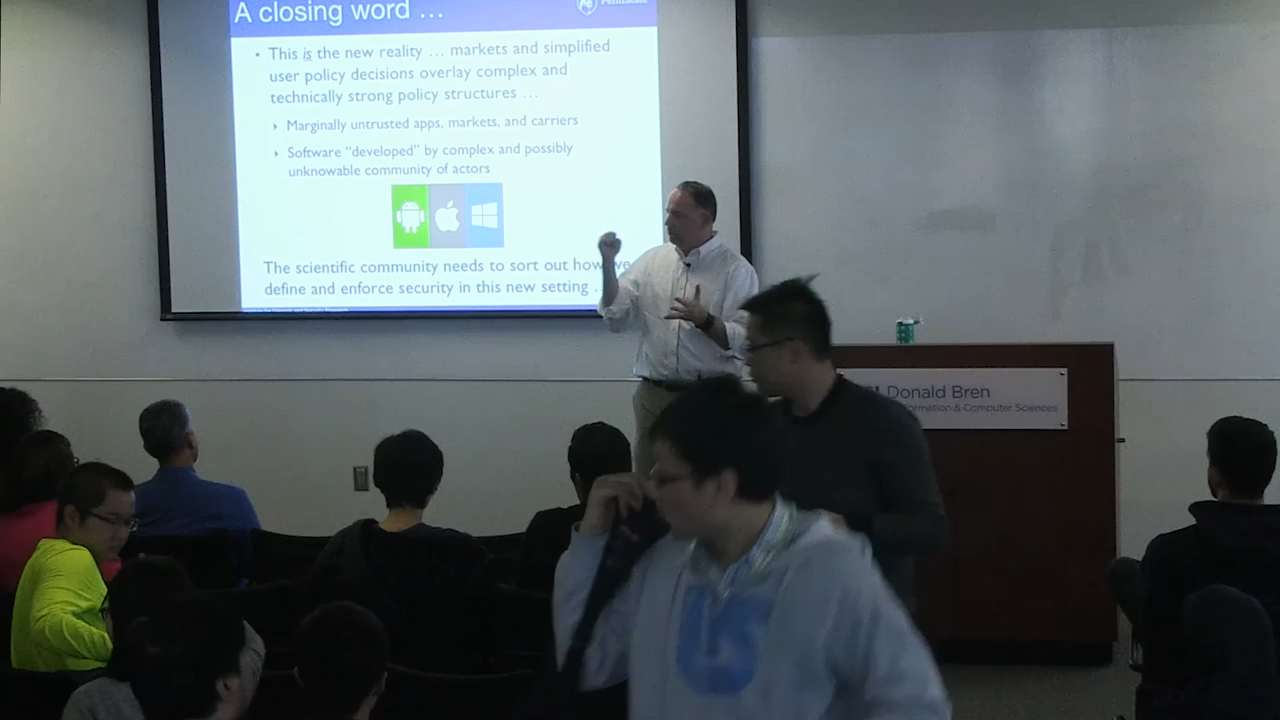 A closing word …
PennState
• This is the new reality … markets and simplified
user policy decisions overlay complex and
technically strong policy structures …
‣ Marginally untrusted apps, markets, and carriers
‣ Software “developed” by complex and possibly
unknowable community of actors
The scientific community needs to sort out how we
define and enforce security in this new setting …
Donald Bren
formation & Computer Sciences